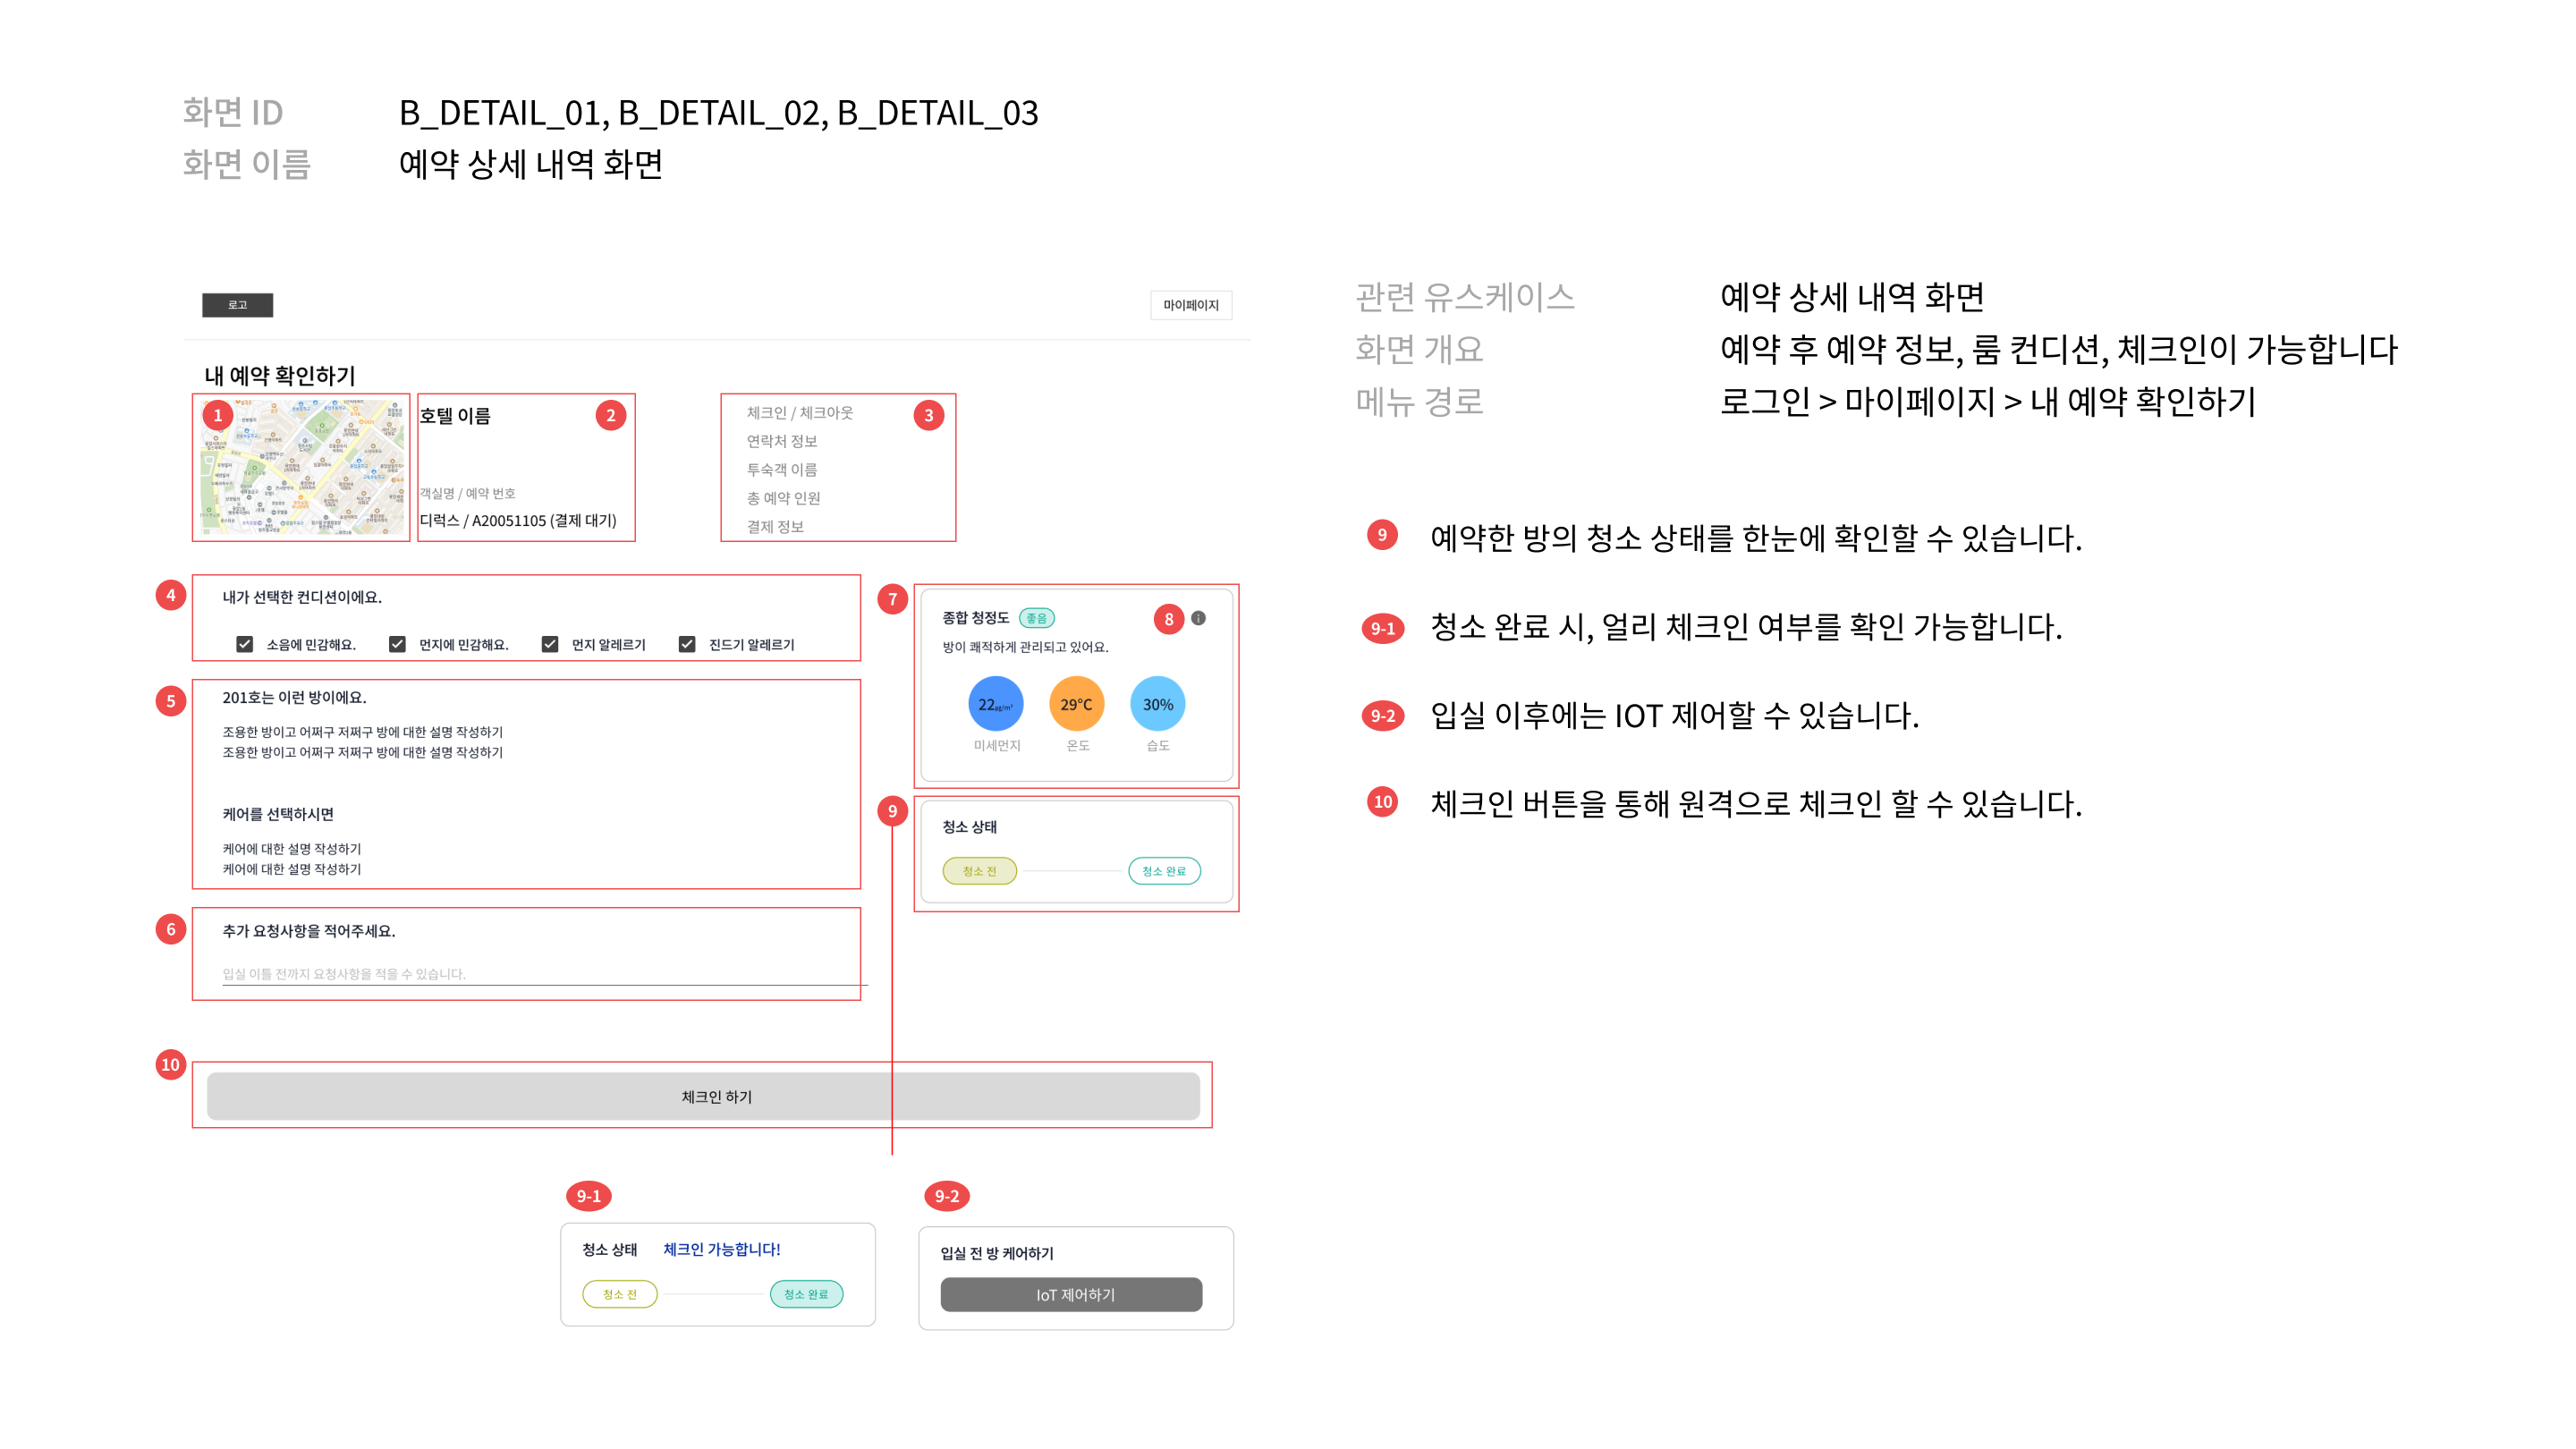 화면 ID B_DETAIL_01, B_DETAIL_02, B_DETAIL_03
화면 이름 예약 상세 내역 화면
로고
마이페이지
내 예약 확인하기
1
호텔 이름
2
객실명 / 예약 번호
디럭스 / A20051105 (결제 대기)
3
체크인 / 체크아웃
연락처 정보
투숙객 이름
총 예약 인원
결제 정보
4
내가 선택한 컨디션이에요.
소음에 민감해요. 먼지에 민감해요. 먼지 알레르기 진드기 알레르기
5
201호는 이런 방이에요.
조용한 방이고 어쩌구 저쩌구 방에 대한 설명 작성하기
조용한 방이고 어쩌구 저쩌구 방에 대한 설명 작성하기
케어를 선택하시면
케어에 대한 설명 작성하기
케어에 대한 설명 작성하기
6
추가 요청사항을 적어주세요.
입실 이틀 전까지 요청사항을 적을 수 있습니다.
7
종합 청정도 좋음
8
방이 쾌적하게 관리되고 있어요.
22 29°C 30%
미세먼지 온도 습도
9
청소 상태
청소 전 청소 완료
10
체크인 하기
9-1
청소 상태 체크인 가능합니다!
청소 전 청소 완료
9-2
입실 전 방 케어하기
IoT 제어하기
관련 유스케이스 예약 상세 내역 화면
화면 개요 예약 후 예약 정보, 룸 컨디션, 체크인이 가능합니다
메뉴 경로 로그인 > 마이페이지 > 내 예약 확인하기
9 예약한 방의 청소 상태를 한눈에 확인할 수 있습니다.
9-1 청소 완료 시, 얼리 체크인 여부를 확인 가능합니다.
9-2 입실 이후에는 IOT 제어할 수 있습니다.
10 체크인 버튼을 통해 원격으로 체크인 할 수 있습니다.